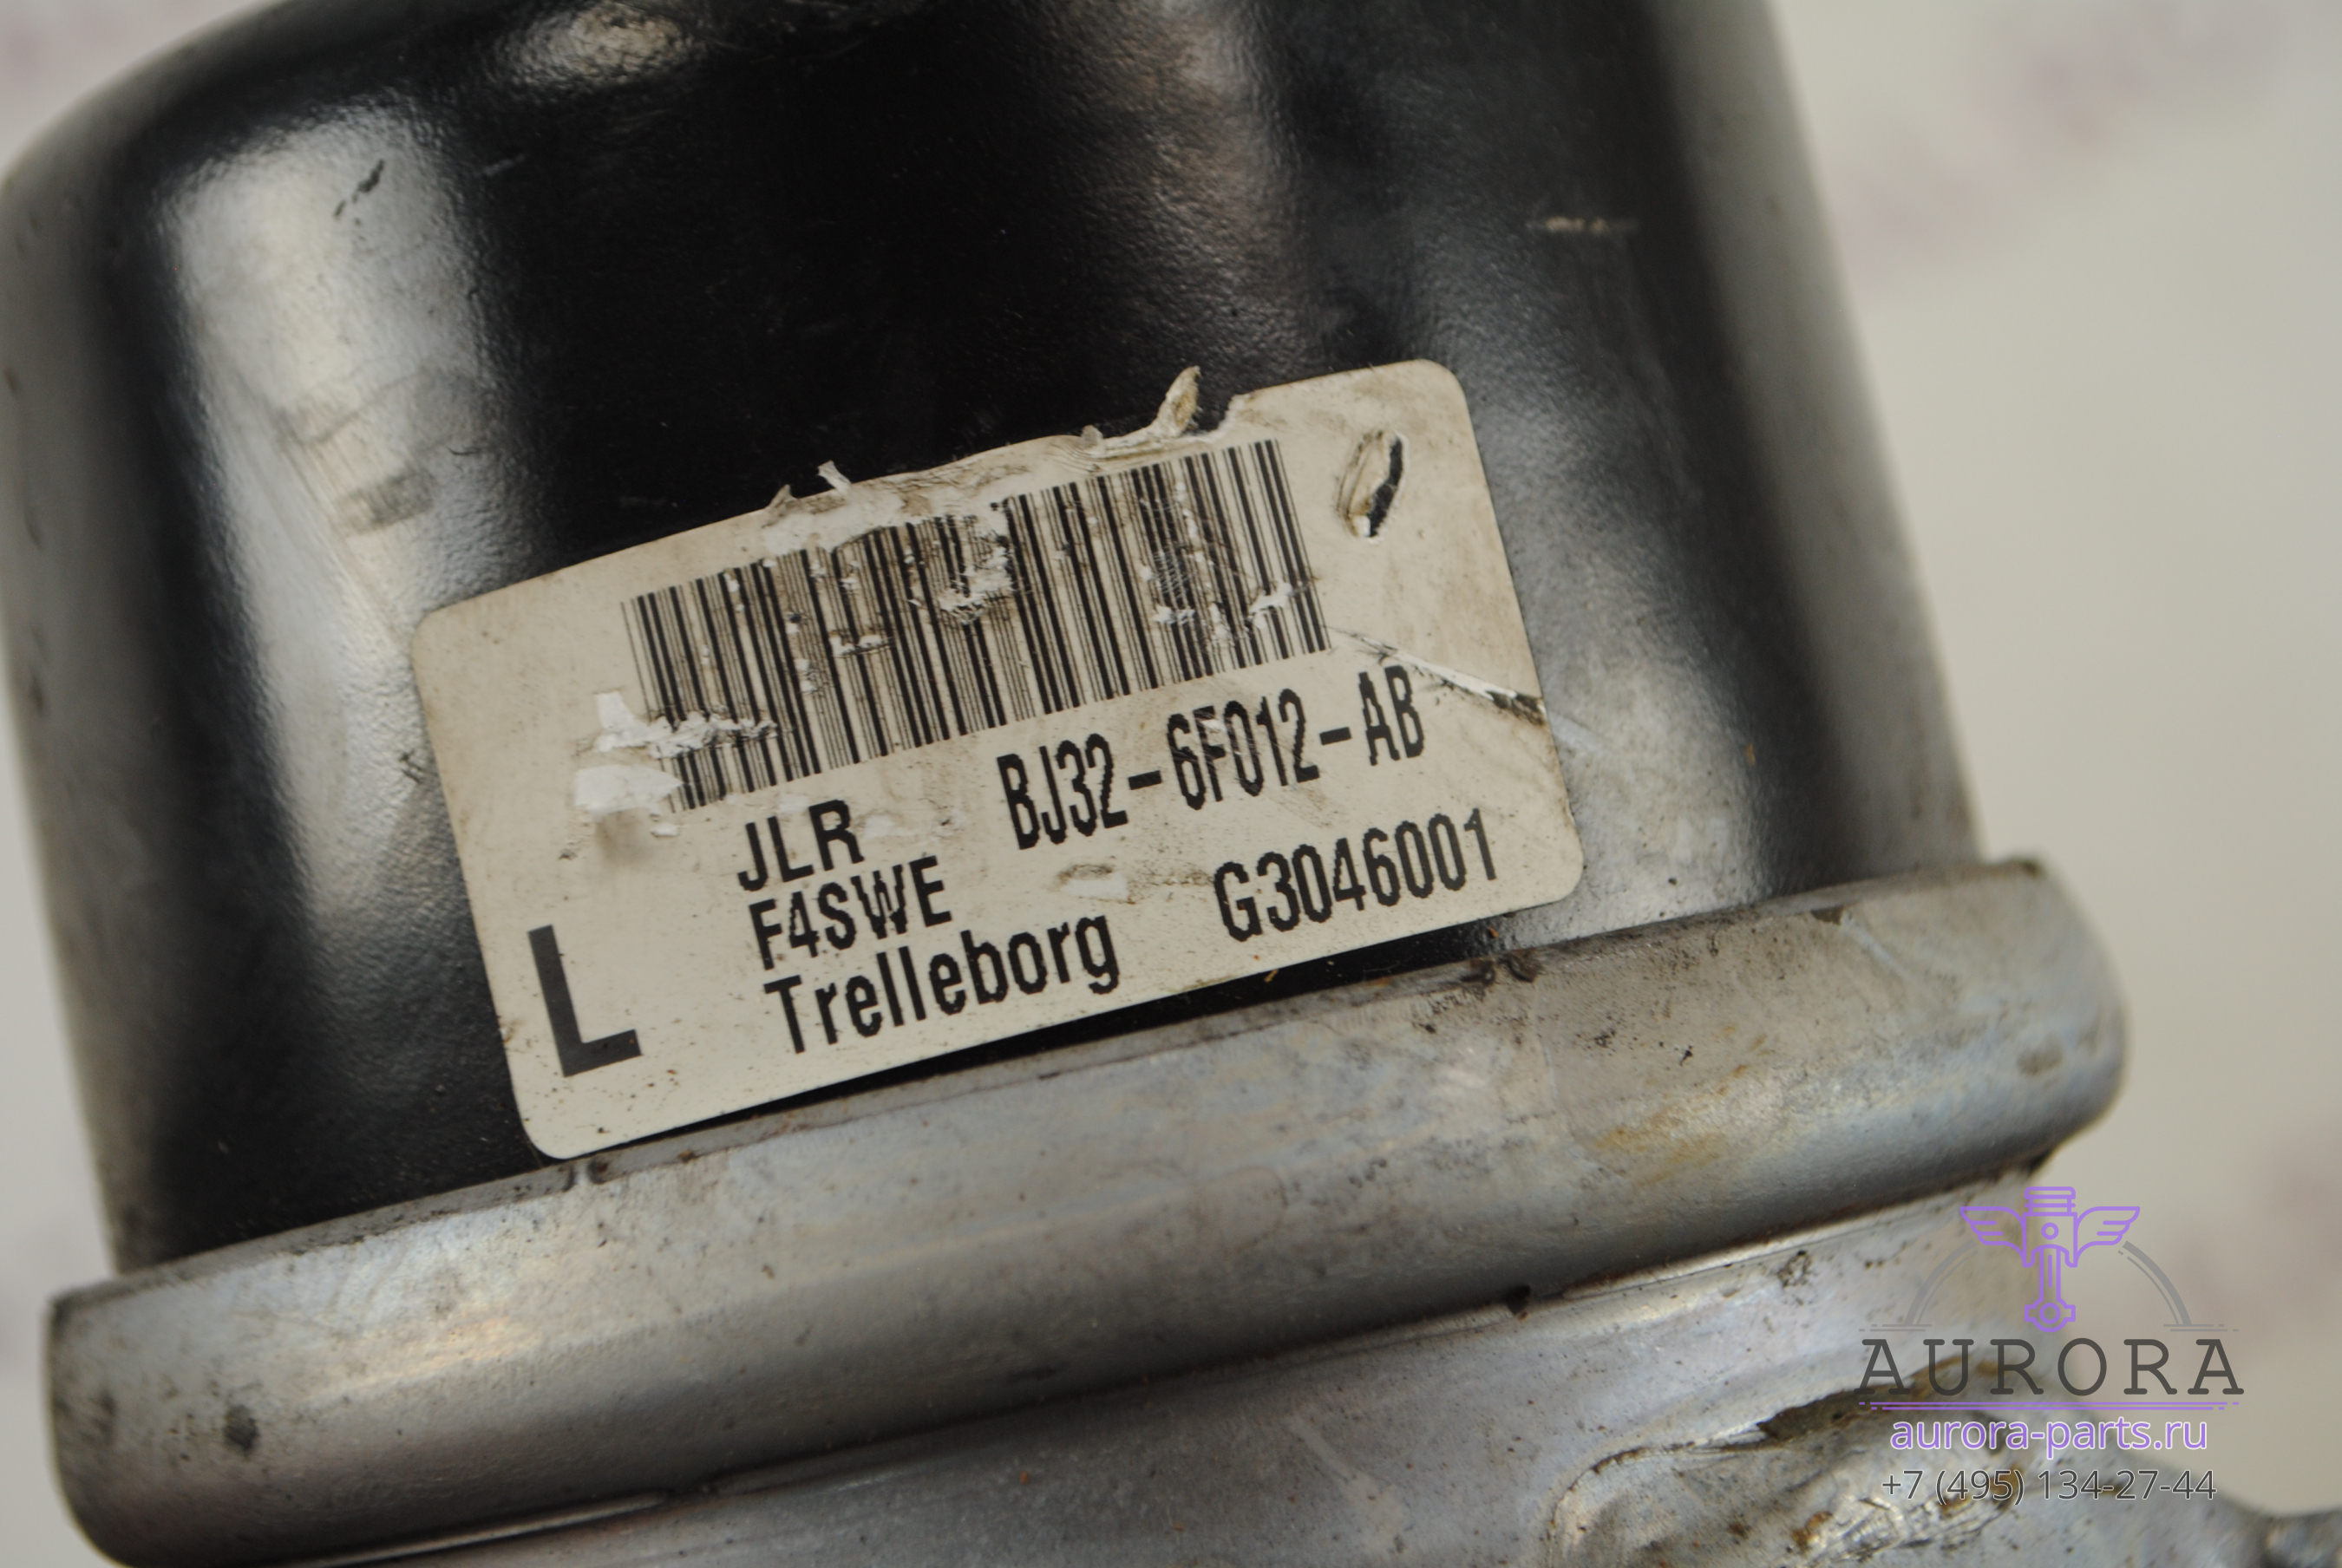 JLR BJ32-6F012-AB
F4SWE
L Trelleborg G3046001
AURORA
aurora-parts.ru
+7 (495) 134-27-44